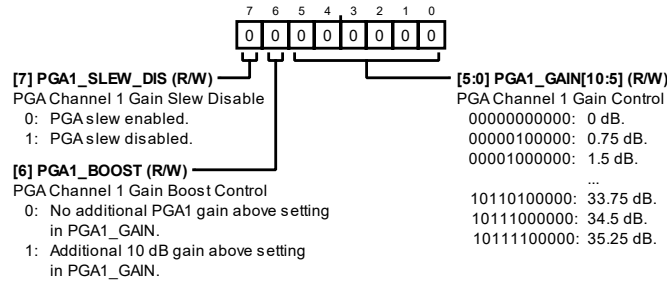 7 6 5 4 3 2 1 0
0 0 0 0 0 0 0 0
[7] PGA1_SLEW_DIS (R/W)
PGA Channel 1 Gain Slew Disable
0: PGA slew enabled.
1: PGA slew disabled.
[6] PGA1_BOOST (R/W)
PGA Channel 1 Gain Boost Control
0: No additional PGA1 gain above setting
in PGA1_GAIN.
1: Additional 10 dB gain above setting
in PGA1_GAIN.
[5:0] PGA1_GAIN[10:5] (R/W)
PGA Channel 1 Gain Control
00000000000: 0 dB.
00000100000: 0.75 dB.
00001000000: 1.5 dB.
...
10110100000: 33.75 dB.
10111000000: 34.5 dB.
10111100000: 35.25 dB.